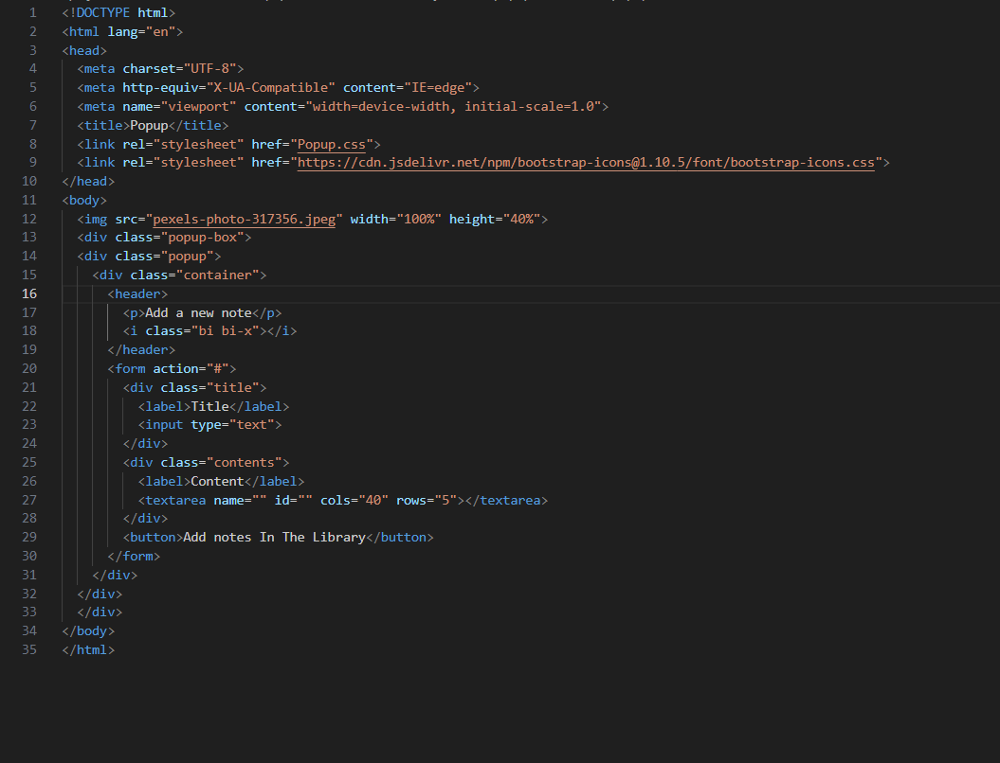 1 <!DOCTYPE html>
2 <html lang="en">
3 <head>
4   <meta charset="UTF-8">
5   <meta http-equiv="X-UA-Compatible" content="IE=edge">
6   <meta name="viewport" content="width=device-width, initial-scale=1.0">
7   <title>Popup</title>
8   <link rel="stylesheet" href="Popup.css">
9   <link rel="stylesheet" href="https://cdn.jsdelivr.net/npm/bootstrap-icons@1.10.5/font/bootstrap-icons.css">
10 </head>
11 <body>
12   <img src="pexels-photo-317356.jpeg" width="100%" height="40%">
13   <div class="popup-box">
14   <div class="popup">
15     <div class="container">
16       <header>
17         <p>Add a new note</p>
18         <i class="bi bi-x"></i>
19       </header>
20       <form action="#">
21         <div class="title">
22           <label>Title</label>
23           <input type="text">
24         </div>
25         <div class="contents">
26           <label>Content</label>
27           <textarea name="" id="" cols="40" rows="5"></textarea>
28         </div>
29         <button>Add notes In The Library</button>
30       </form>
31     </div>
32   </div>
33   </div>
34 </body>
35 </html>